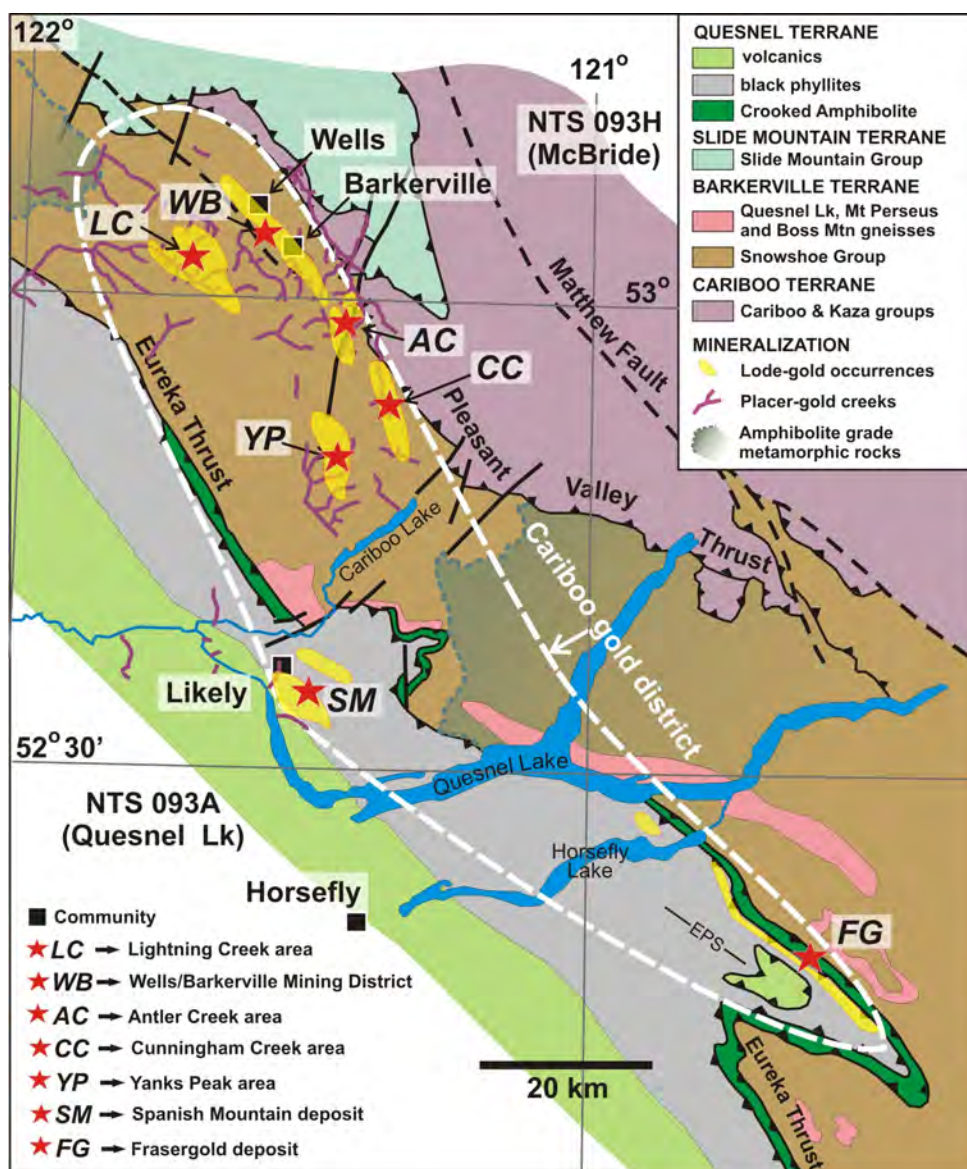 122°
121°
NTS 093H
(McBride)
Wells
Barkerville
WB
LC
53°
Matthew Fault
AC
CC
Eureka Thrust
Pleasant
YP
Valley
Cariboo Lake
Thrust
Cariboo gold district
Likely
SM
52° 30'
Quesnel Lake
NTS 093A
(Quesnel Lk)
Horsefly
Lake
Horsefly
EPS
FG
Eureka Thrust
20 km
QUESNEL TERRANE
volcanics
black phyllites
Crooked Amphibolite
SLIDE MOUNTAIN TERRANE
Slide Mountain Group
BARKERVILLE TERRANE
Quesnel Lk, Mt Perseus
and Boss Mtn gneisses
Snowshoe Group
CARIBOO TERRANE
Cariboo & Kaza groups
MINERALIZATION
Lode-gold occurrences
Placer-gold creeks
Amphibolite grade
metamorphic rocks
Community
LC → Lightning Creek area
WB → Wells/Barkerville Mining District
AC → Antler Creek area
CC → Cunningham Creek area
YP → Yanks Peak area
SM → Spanish Mountain deposit
FG → Frasergold deposit